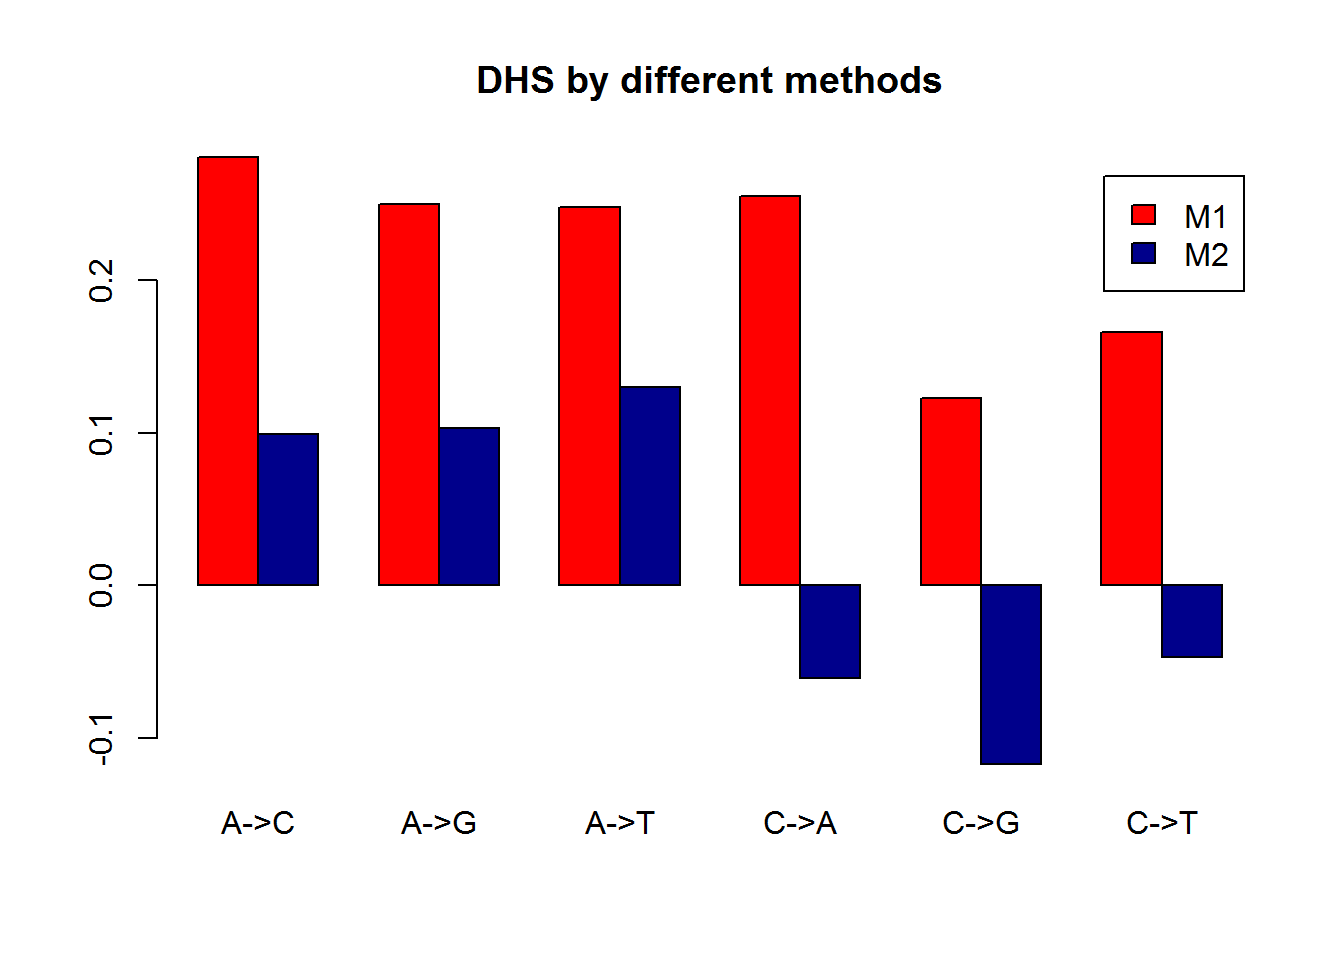 DHS by different methods
M1
M2
0.2
0.1
0.0
-0.1
A->C A->G A->T C->A C->G C->T